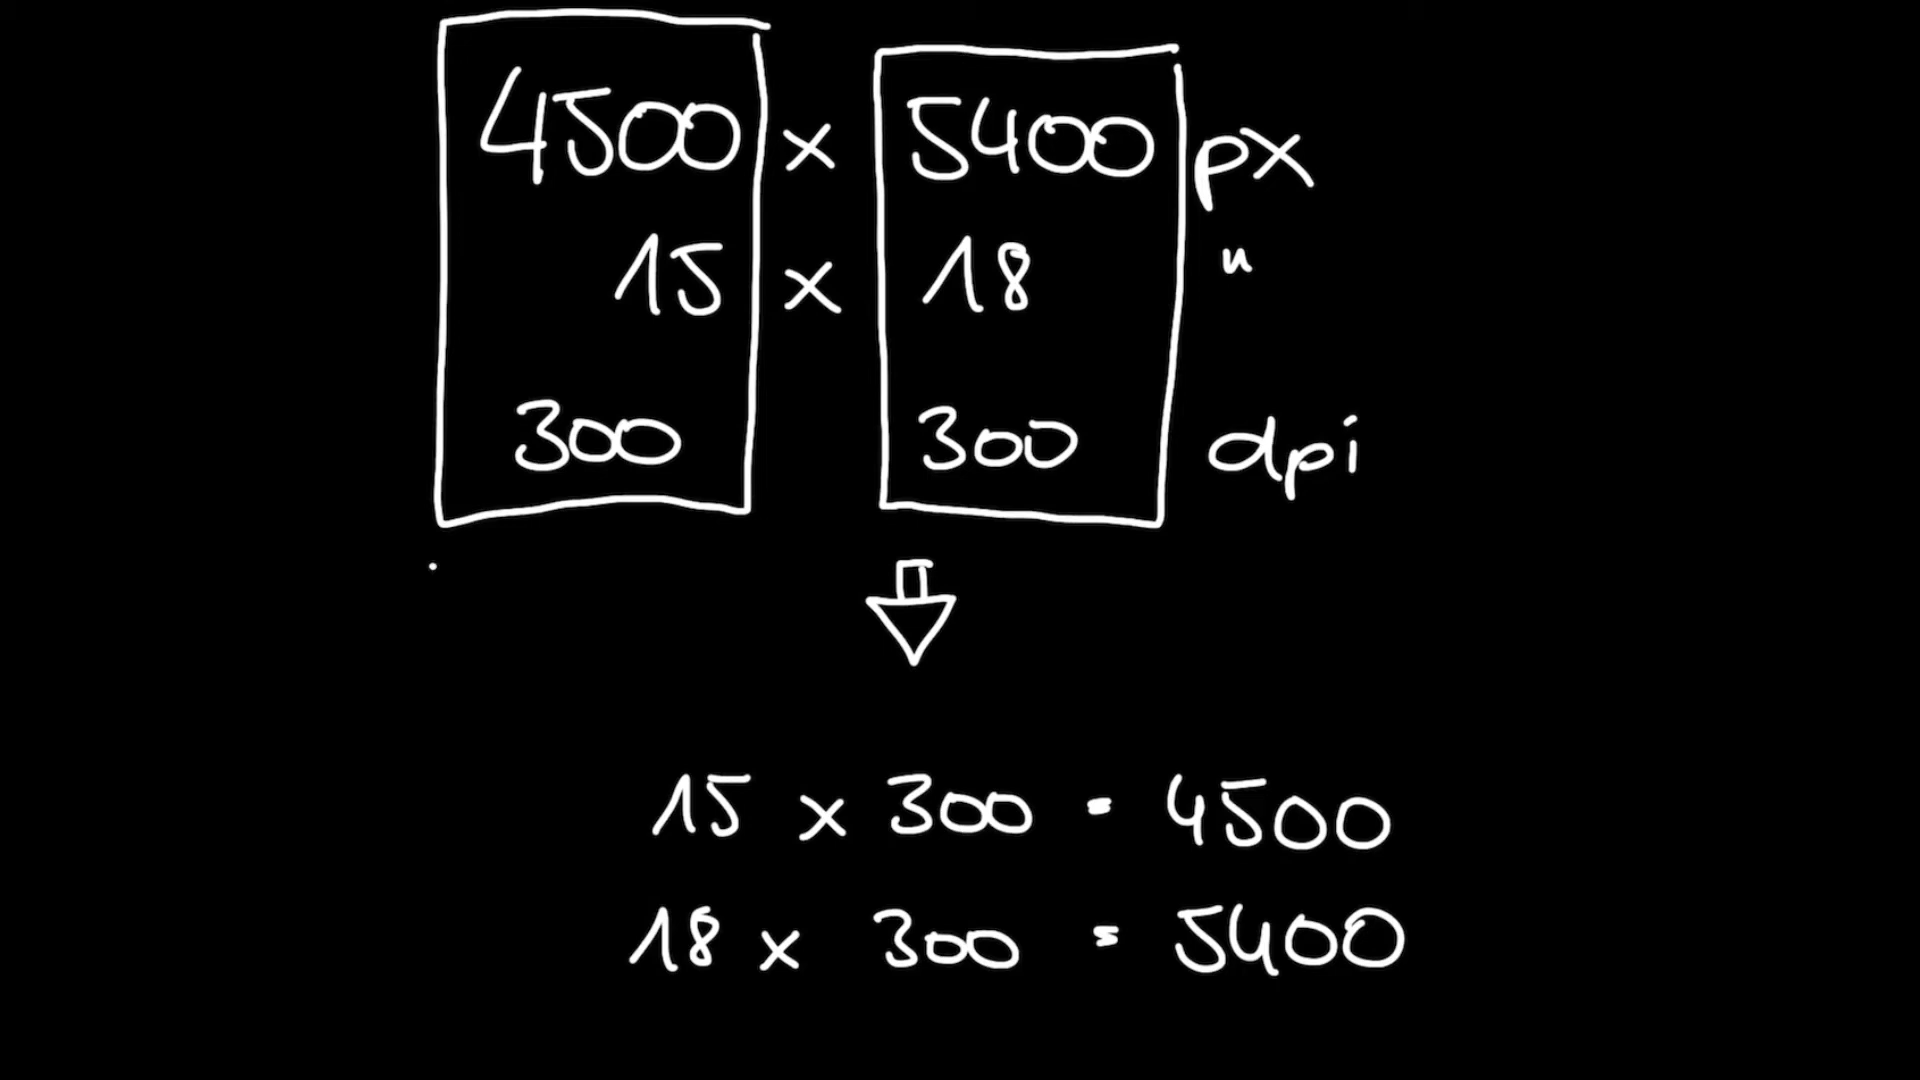 4500 x 5400 px
15 x 18 "
300 300 dpi
15 x 300 = 4500
18 x 300 = 5400